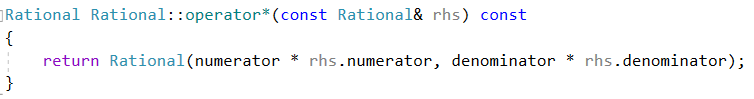 Rational Rational::operator*(const Rational& rhs) const
{
    return Rational(numerator * rhs.numerator, denominator * rhs.denominator);
}